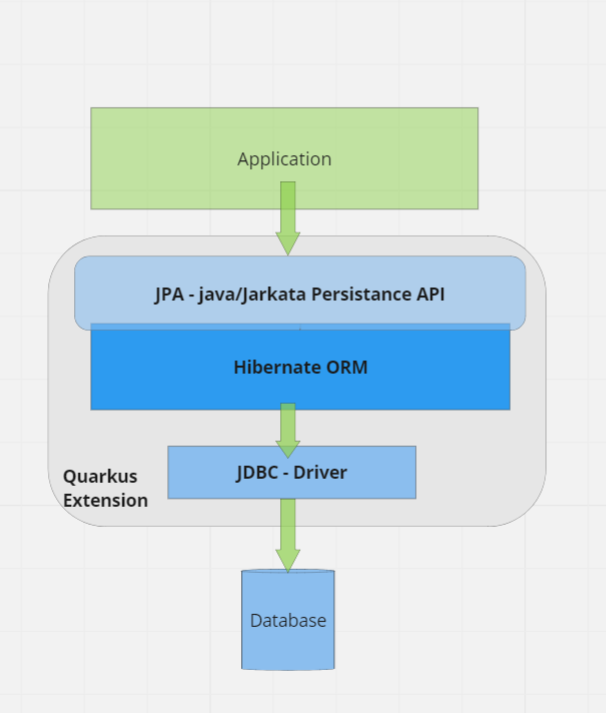 Application
JPA - java/Jarkata Persistance API
Hibernate ORM
JDBC - Driver
Quarkus
Extension
Database